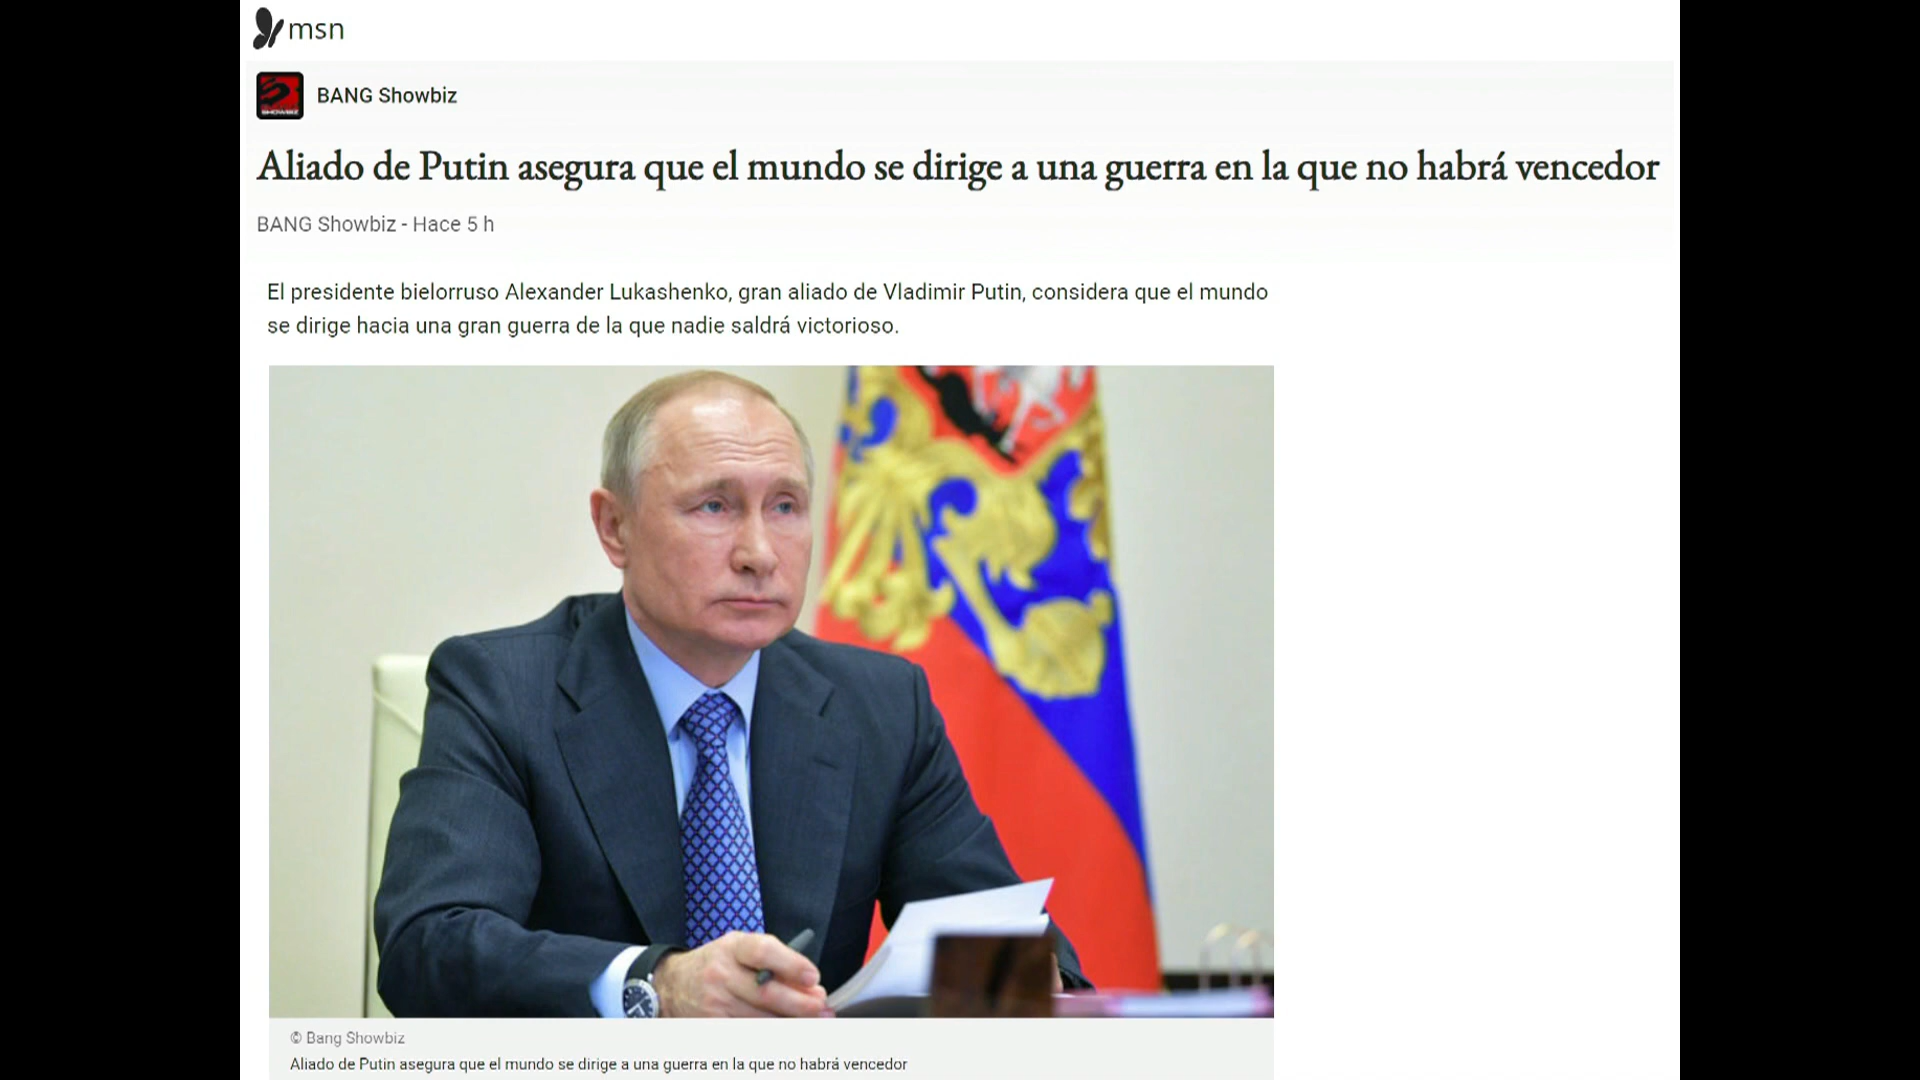 msn
BANG Showbiz
Aliado de Putin asegura que el mundo se dirige a una guerra en la que no habrá vencedor
BANG Showbiz - Hace 5 h
El presidente bielorruso Alexander Lukashenko, gran aliado de Vladimir Putin, considera que el mundo
se dirige hacia una gran guerra de la que nadie saldrá victorioso.
© Bang Showbiz
Aliado de Putin asegura que el mundo se dirige a una guerra en la que no habrá vencedor